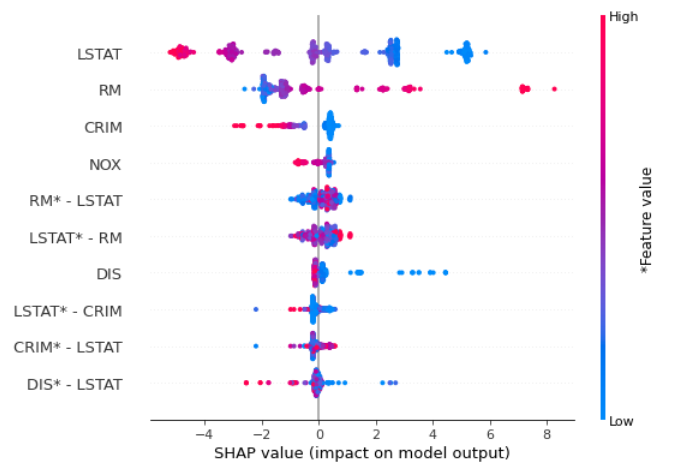 High
LSTAT
RM
CRIM
NOX
RM* - LSTAT
LSTAT* - RM
DIS
LSTAT* - CRIM
CRIM* - LSTAT
DIS* - LSTAT
*Feature value
Low
−4 −2 0 2 4 6 8
SHAP value (impact on model output)